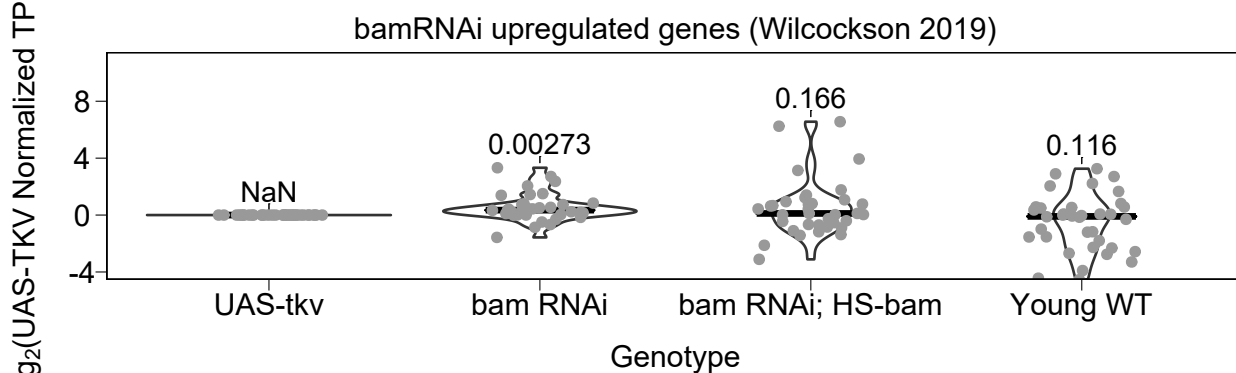 bamRNAi upregulated genes (Wilcockson 2019)
g₂(UAS-TKV Normalized TP
8
4
0
-4
NaN
0.00273
0.166
0.116
UAS-tkv
bam RNAi
bam RNAi; HS-bam
Young WT
Genotype